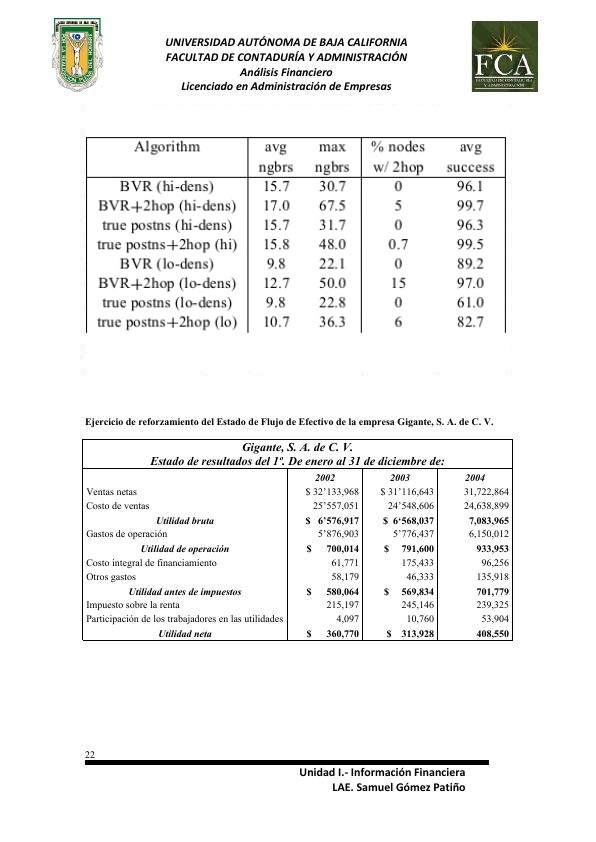 UNIVERSIDAD AUTÓNOMA DE BAJA CALIFORNIA
FACULTAD DE CONTADURÍA Y ADMINISTRACIÓN
Análisis Financiero
Licenciado en Administración de Empresas
FCA
FACULTAD DE CONTADURÍA
Y ADMINISTRACIÓN
Algorithm avg max % nodes avg
ngbrs ngbrs w/ 2hop success
BVR (hi-dens) 15.7 30.7 0 96.1
BVR+2hop (hi-dens) 17.0 67.5 5 99.7
true postns (hi-dens) 15.7 31.7 0 96.3
true postns+2hop (hi) 15.8 48.0 0.7 99.5
BVR (lo-dens) 9.8 22.1 0 89.2
BVR+2hop (lo-dens) 12.7 50.0 15 97.0
true postns (lo-dens) 9.8 22.8 0 61.0
true postns+2hop (lo) 10.7 36.3 6 82.7
Ejercicio de reforzamiento del Estado de Flujo de Efectivo de la empresa Gigante, S. A. de C. V.
Gigante, S. A. de C. V.
Estado de resultados del 1º. De enero al 31 de diciembre de:
2002 2003 2004
Ventas netas $ 32'133,968 $ 31'116,643 31,722,864
Costo de ventas 25'557,051 24'548,606 24,638,899
Utilidad bruta $ 6'576,917 $ 6'568,037 7,083,965
Gastos de operación 5'876,903 5'776,437 6,150,012
Utilidad de operación $ 700,014 $ 791,600 933,953
Costo integral de financiamiento 61,771 175,433 96,256
Otros gastos 58,179 46,333 135,918
Utilidad antes de impuestos $ 580,064 $ 569,834 701,779
Impuesto sobre la renta 215,197 245,146 239,325
Participación de los trabajadores en las utilidades 4,097 10,760 53,904
Utilidad neta $ 360,770 $ 313,928 408,550
22
Unidad I.- Información Financiera
LAE. Samuel Gómez Patiño